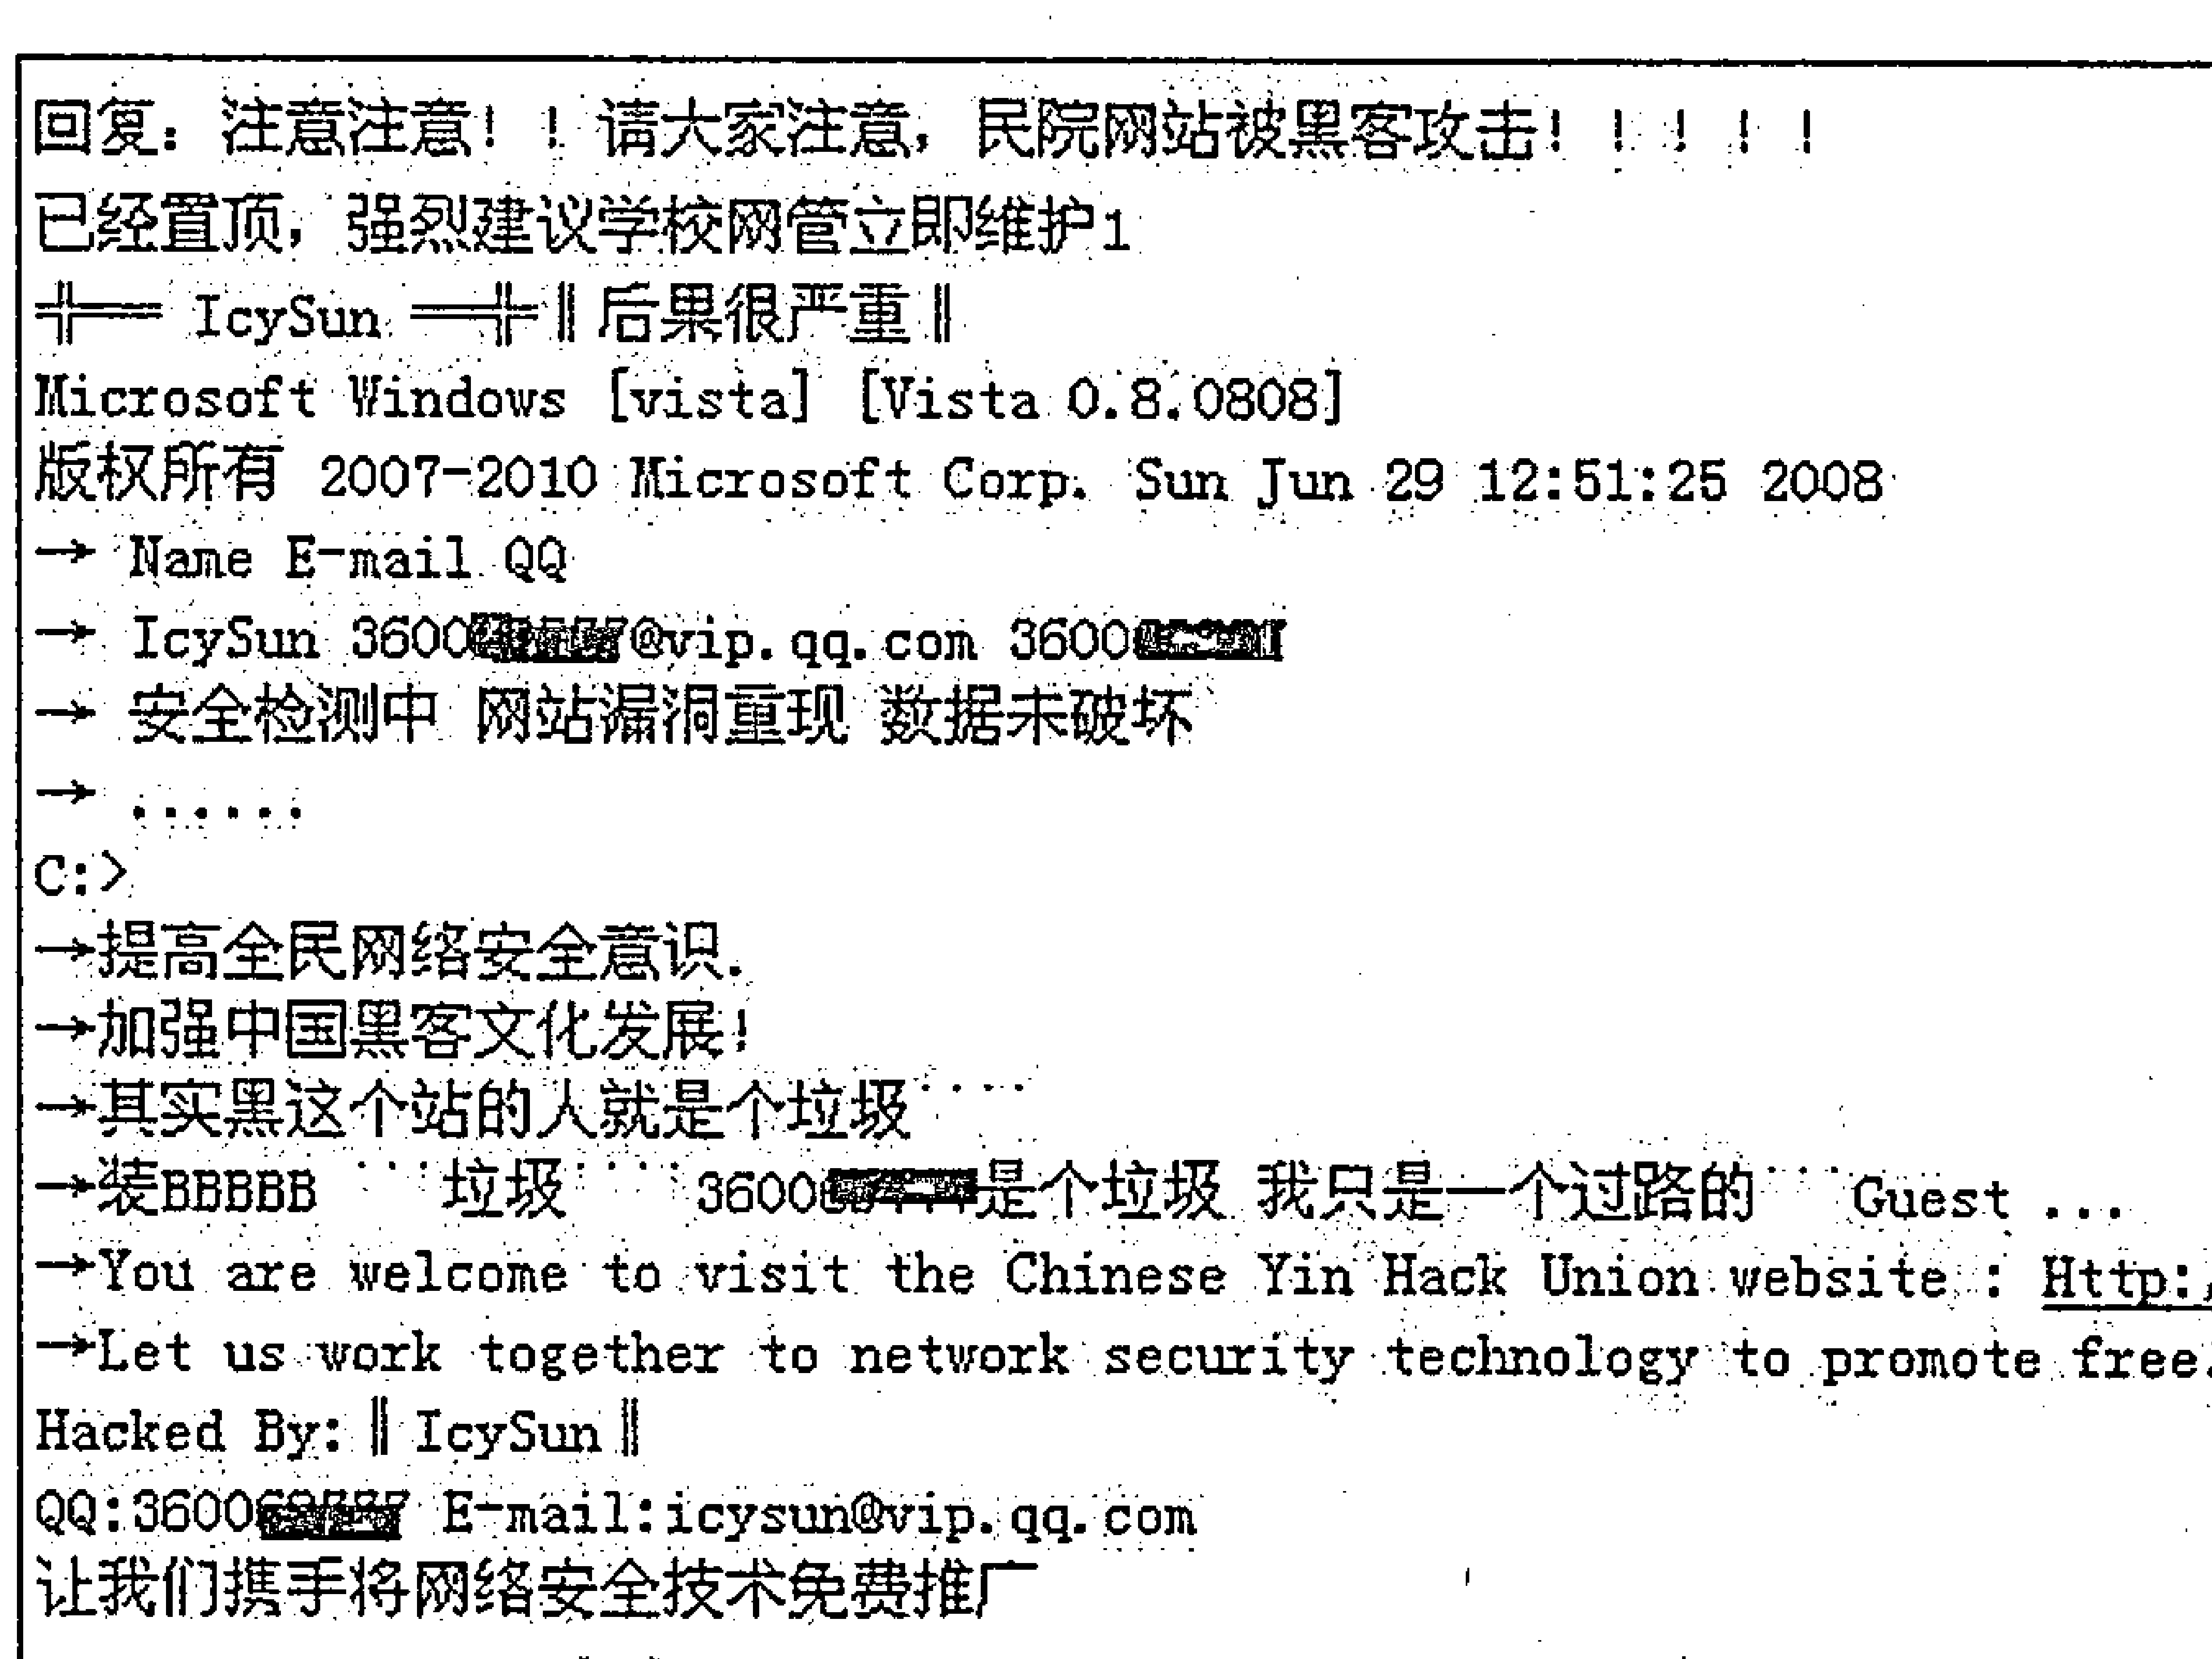 回复：注意注意！！请大家注意，民院网站被黑客攻击！！！！！
已经置顶，强烈建议学校网管立即维护1
╬══ IcySun ══╬‖后果很严重‖
Microsoft Windows [vista] [Vista 0.8.0808]
版权所有 2007-2010 Microsoft Corp. Sun Jun 29 12:51:25 2008
→ Name E-mail QQ
→ IcySun 3600 @vip.qq.com 3600
→ 安全检测中 网站漏洞重现 数据未破坏
→ ......
C:>
→提高全民网络安全意识.
→加强中国黑客文化发展!
→其实黑这个站的人就是个垃圾````
→装BBBBB ```垃圾````3600 是个垃圾 我只是一个过路的```Guest ...
→You are welcome to visit the Chinese Yin Hack Union website : Http:/
→Let us work together to network security technology to promote free.
Hacked By:‖IcySun‖
QQ:3600 E-mail:icysun@vip.qq.com
让我们携手将网络安全技术免费推广